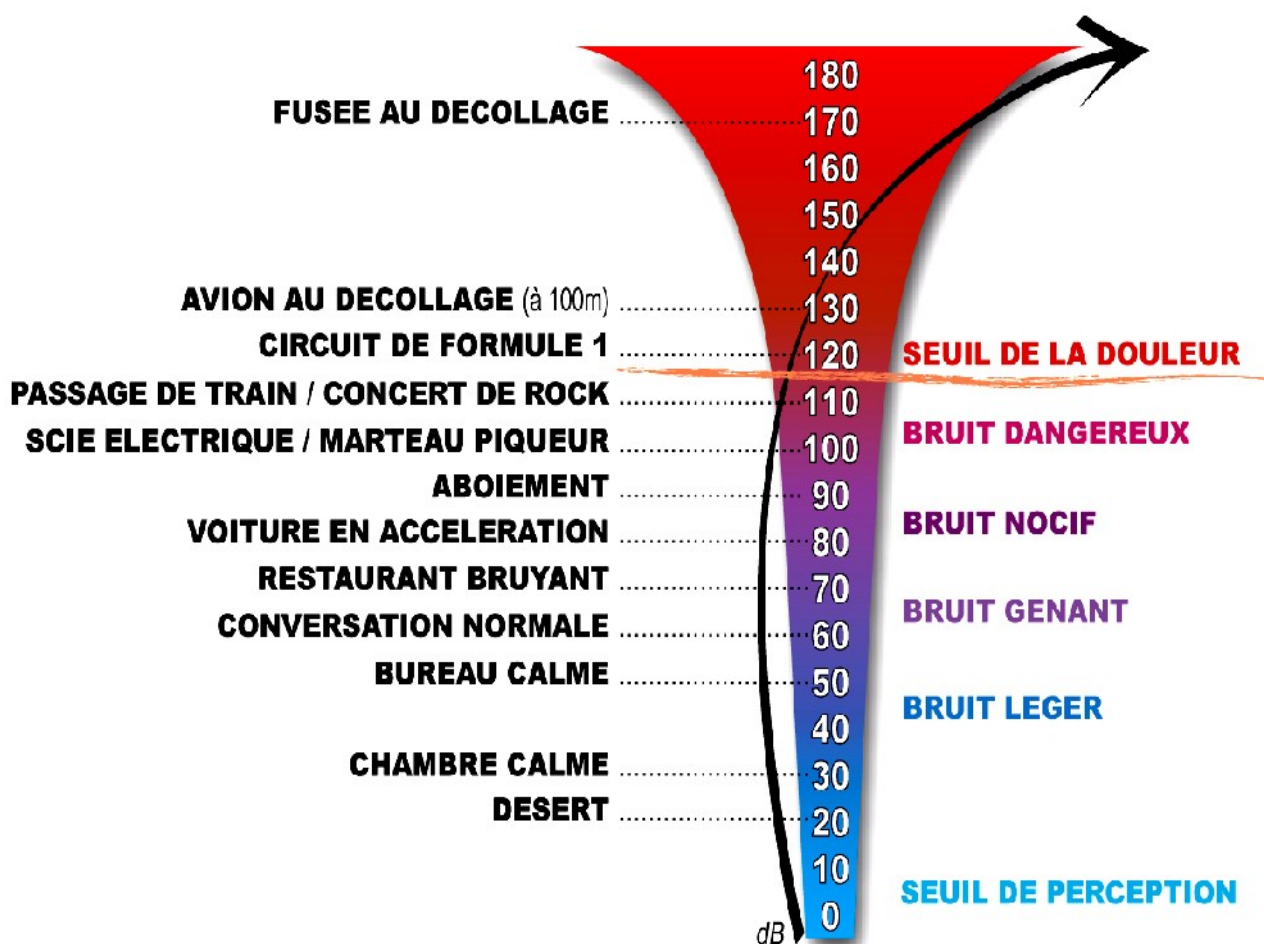 180
FUSEE AU DECOLLAGE .......... 170
160
150
140
AVION AU DECOLLAGE (à 100m) .......... 130
CIRCUIT DE FORMULE 1 .......... 120 SEUIL DE LA DOULEUR
PASSAGE DE TRAIN / CONCERT DE ROCK .......... 110
SCIE ELECTRIQUE / MARTEAU PIQUEUR .......... 100 BRUIT DANGEREUX
ABOIEMENT .......... 90
VOITURE EN ACCELERATION .......... 80 BRUIT NOCIF
RESTAURANT BRUYANT .......... 70
CONVERSATION NORMALE .......... 60 BRUIT GENANT
BUREAU CALME .......... 50
40 BRUIT LEGER
CHAMBRE CALME .......... 30
DESERT .......... 20
10
SEUIL DE PERCEPTION
dB 0